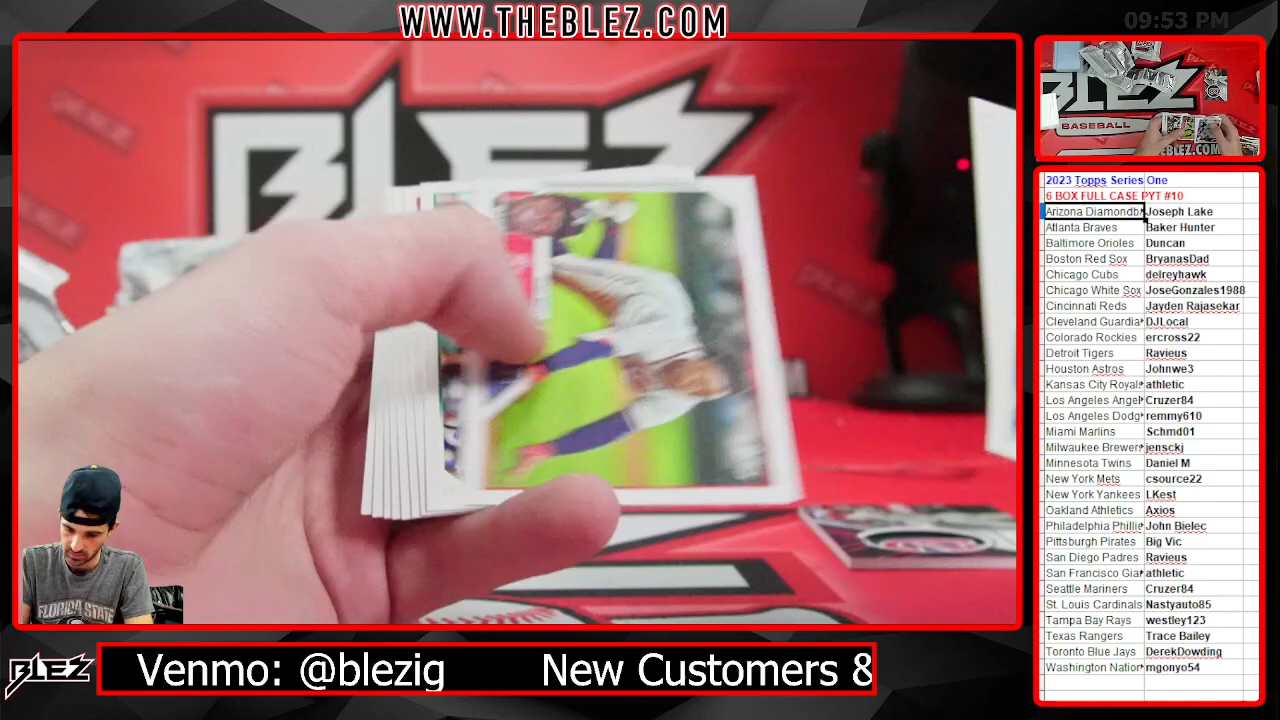 WWW.THEBLEZ.COM
09:53 PM
BLEZ
BLEZ
BASEBALL
BLEZ.COM
2023 Topps Series One
6 BOX FULL CASE PYT #10
Arizona Diamondb Joseph Lake
Atlanta Braves Baker Hunter
Baltimore Orioles Duncan
Boston Red Sox BryanasDad
Chicago Cubs delreyhawk
Chicago White Sox JoseGonzales1988
Cincinnati Reds Jayden Rajasekar
Cleveland Guardia DJLocal
Colorado Rockies ercross22
Detroit Tigers Ravieus
Houston Astros Johnwe3
Kansas City Royal athletic
Los Angeles Angel Cruzer84
Los Angeles Dodg remmy610
Miami Marlins Schmd01
Milwaukee Brewer jensckj
Minnesota Twins Daniel M
New York Mets csource22
New York Yankees LKest
Oakland Athletics Axios
Philadelphia Phillie John Bielec
Pittsburgh Pirates Big Vic
San Diego Padres Ravieus
San Francisco Gia athletic
Seattle Mariners Cruzer84
St. Louis Cardinals Nastyauto85
Tampa Bay Rays westley123
Texas Rangers Trace Bailey
Toronto Blue Jays DerekDowding
Washington Nation mgonyo54
FLORIDA STATE
BLEZ
Venmo: @blezig New Customers &